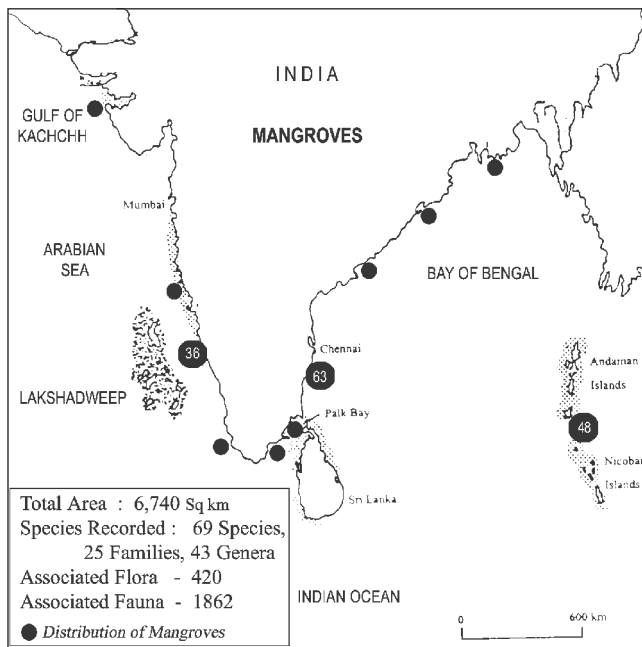 INDIA
MANGROVES
GULF OF
KACHCHH
Mumbai
ARABIAN
SEA
BAY OF BENGAL
36
Chennai
63
LAKSHADWEEP
Palk Bay
Andaman
Islands
48
Nicobar
Islands
Sri Lanka
Total Area : 6,740 Sq km
Species Recorded : 69 Species,
25 Families, 43 Genera
Associated Flora - 420
Associated Fauna - 1862
Distribution of Mangroves
INDIAN OCEAN
0 600 km